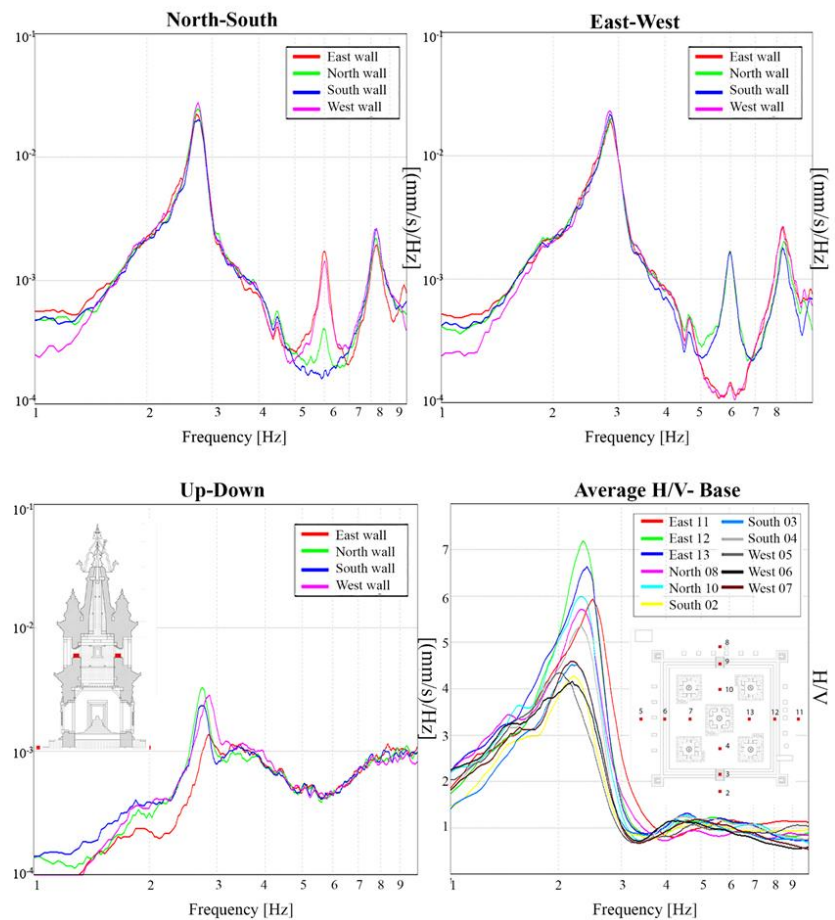 North-South
10-1
10-2
10-3
10-4
East wall
North wall
South wall
West wall
[(mm/s)/Hz]
1 2 3 4 5 6 7 8 9
Frequency [Hz]
East-West
10-1
10-2
10-3
10-4
East wall
North wall
South wall
West wall
[(mm/s)/Hz]
1 2 3 4 5 6 7 8
Frequency [Hz]
Up-Down
10-1
10-2
10-3
10-4
East wall
North wall
South wall
West wall
[(mm/s)/Hz]
1 2 3 4 5 6 7 8 9
Frequency [Hz]
Average H/V- Base
7
6
5
4
3
2
1
East 11
East 12
East 13
North 08
North 10
South 02
South 03
South 04
West 05
West 06
West 07
8
9
10
5 6 7 13 12 11
4
3
2
H/V
1 2 3 4 5 6 7 8
Frequency [Hz]